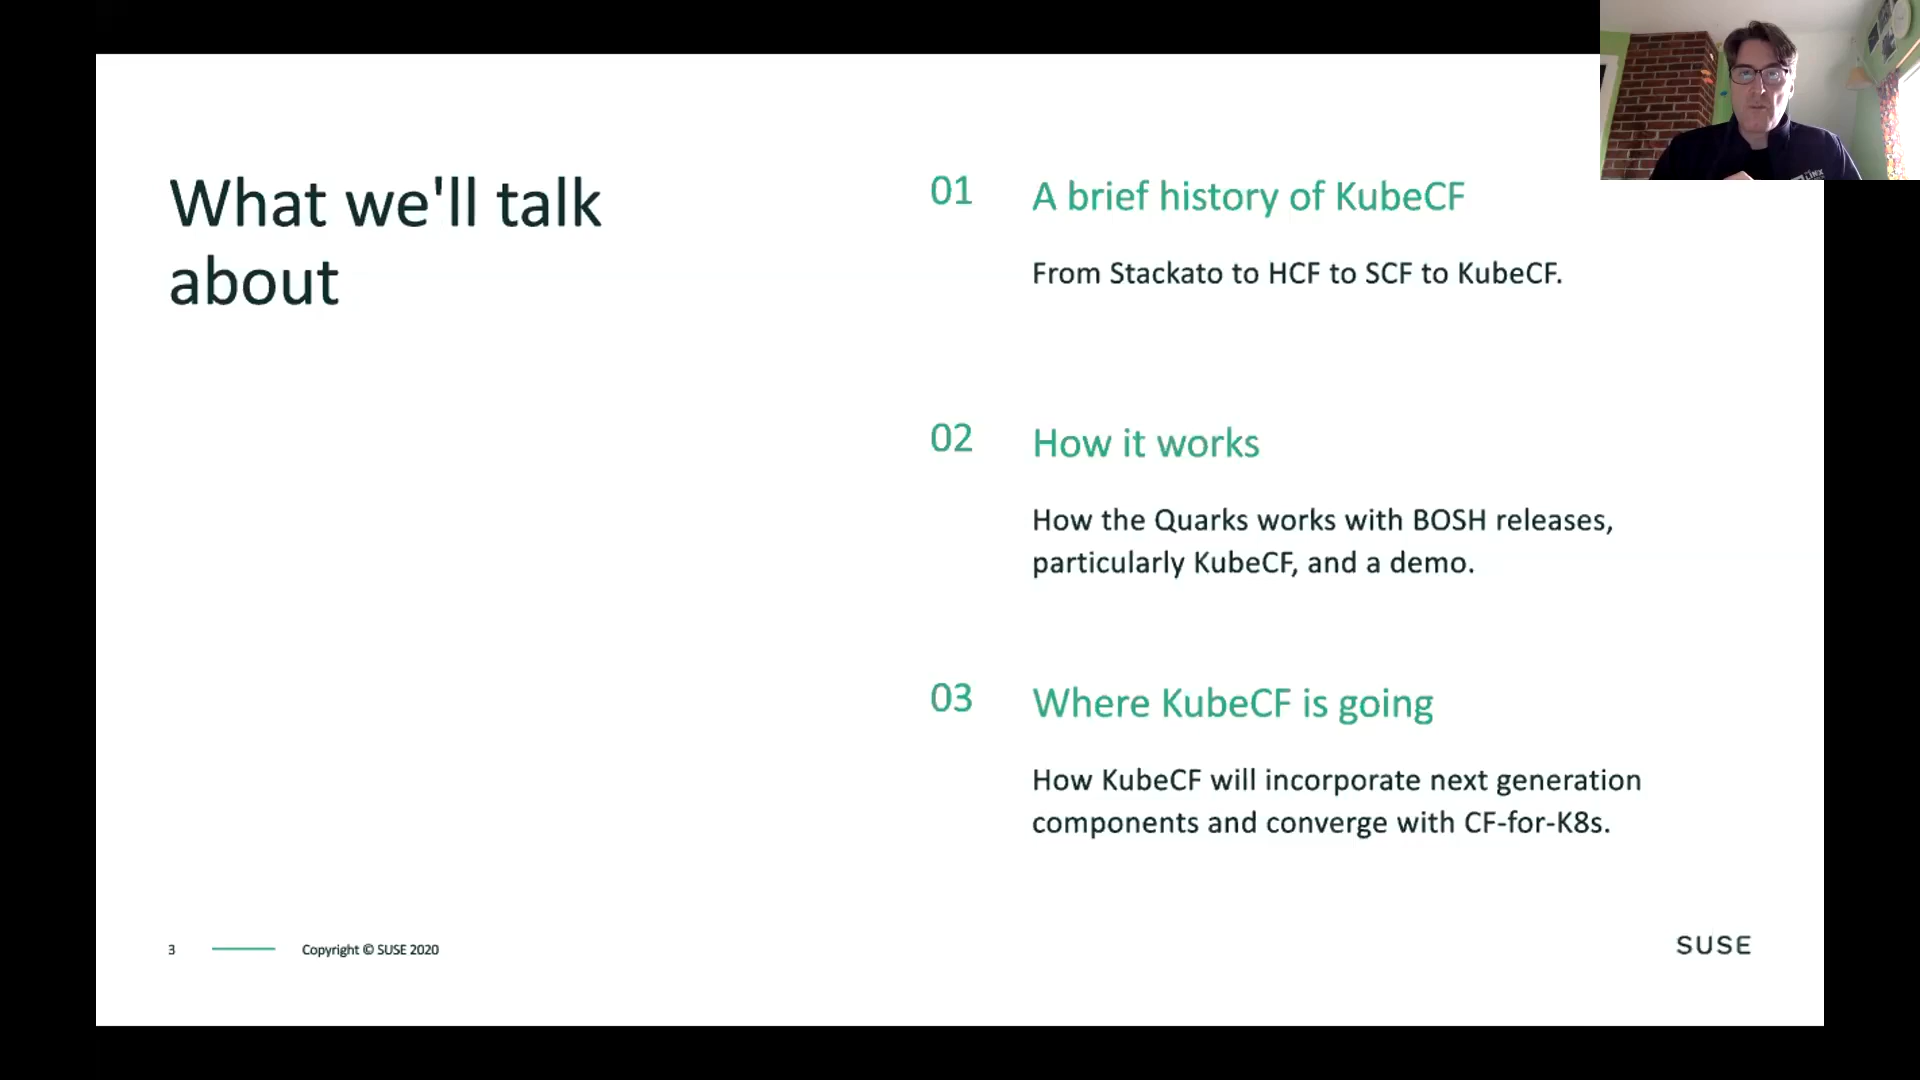 What we'll talk
about
01
A brief history of KubeCF
From Stackato to HCF to SCF to KubeCF.
02
How it works
How the Quarks works with BOSH releases,
particularly KubeCF, and a demo.
03
Where KubeCF is going
How KubeCF will incorporate next generation
components and converge with CF-for-K8s.
3
Copyright © SUSE 2020
SUSE